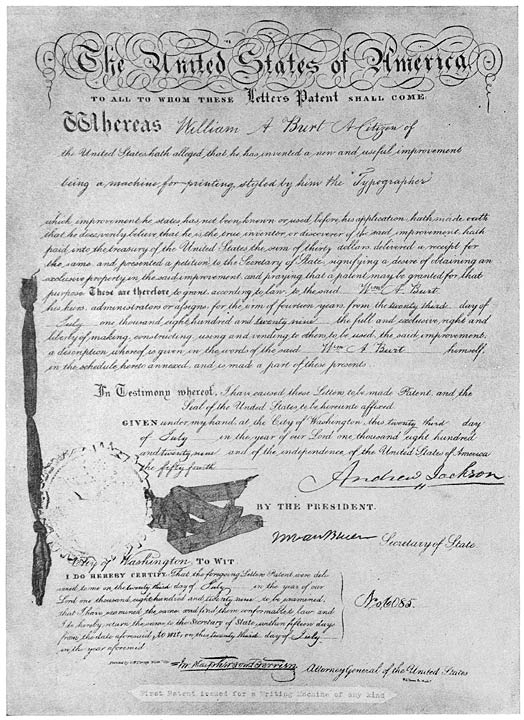 The United States of America
TO ALL TO WHOM THESE Letters Patent SHALL COME.
Whereas William A Burt A Citizen of
the United States hath alleged, that he has invented a new and useful improvement
being a machine, for printing, styled by him the "Typographer"
which improvement, he states, has not been known or used, before his application, hath made oath
that he does verily believe that he is the true inventor or discoverer of the said improvement, hath
paid into the treasury of the United States, the sum of thirty dollars, delivered a receipt for
the same, and presented a petition, to the Secretary of State, signifying a desire of obtaining an
exclusive property in the said improvement, and praying that a patent may be granted for that
purpose. These are therefore to grant, according to law, to the said Wm A. Burt,
his heirs, administrators or assigns, for the term of fourteen years, from the twenty third day of
July one thousand eight hundred and twenty nine the full and exclusive right and
liberty of making, constructing, using and vending to others to be used, the said improvement,
a description whereof is given in the words of the said Wm A Burt himself,
in the schedule hereto annexed, and is made a part of these presents.
In Testimony whereof, I have caused these Letters to be made Patent, and the
Seal of the United States to be hereunto affixed.
GIVEN under my hand, at the City of Washington, this twenty third day
of July in the year of our Lord one thousand eight hundred
and twenty nine and of the independence of the United States of America
the fifty fourth
Andrew Jackson
BY THE PRESIDENT.
M Van Buren Secretary of State
City of Washington, TO WIT
I DO HEREBY CERTIFY That the foregoing Letters Patent were deli-
vered to me on the twenty third day of July in the year of our
Lord one thousand eight hundred and twenty nine to be examined,
that I have examined the same, and find them conformable to law and
I do hereby return the same to the Secretary of State, within fifteen days
from the date aforesaid, to wit, on this twenty third day of July
in the year aforesaid
No. 6085.
Attorney General of the United States
First Patent issued for a Writing Machine of any kind